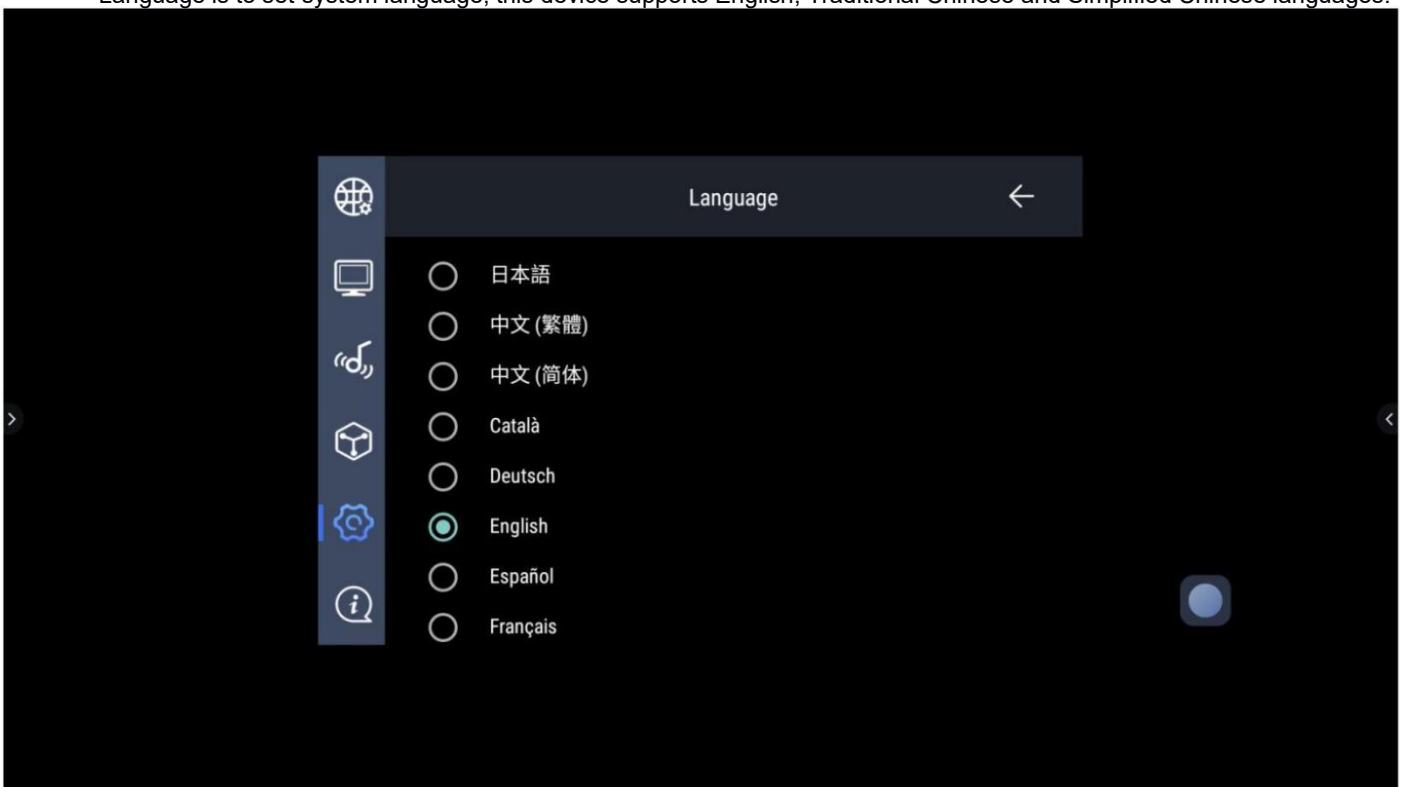 Language is to set system language, this device supports English, Traditional Chinese and Simplified Chinese languages.
Language
日本語
中文 (繁體)
中文 (简体)
Català
Deutsch
English
Español
Français